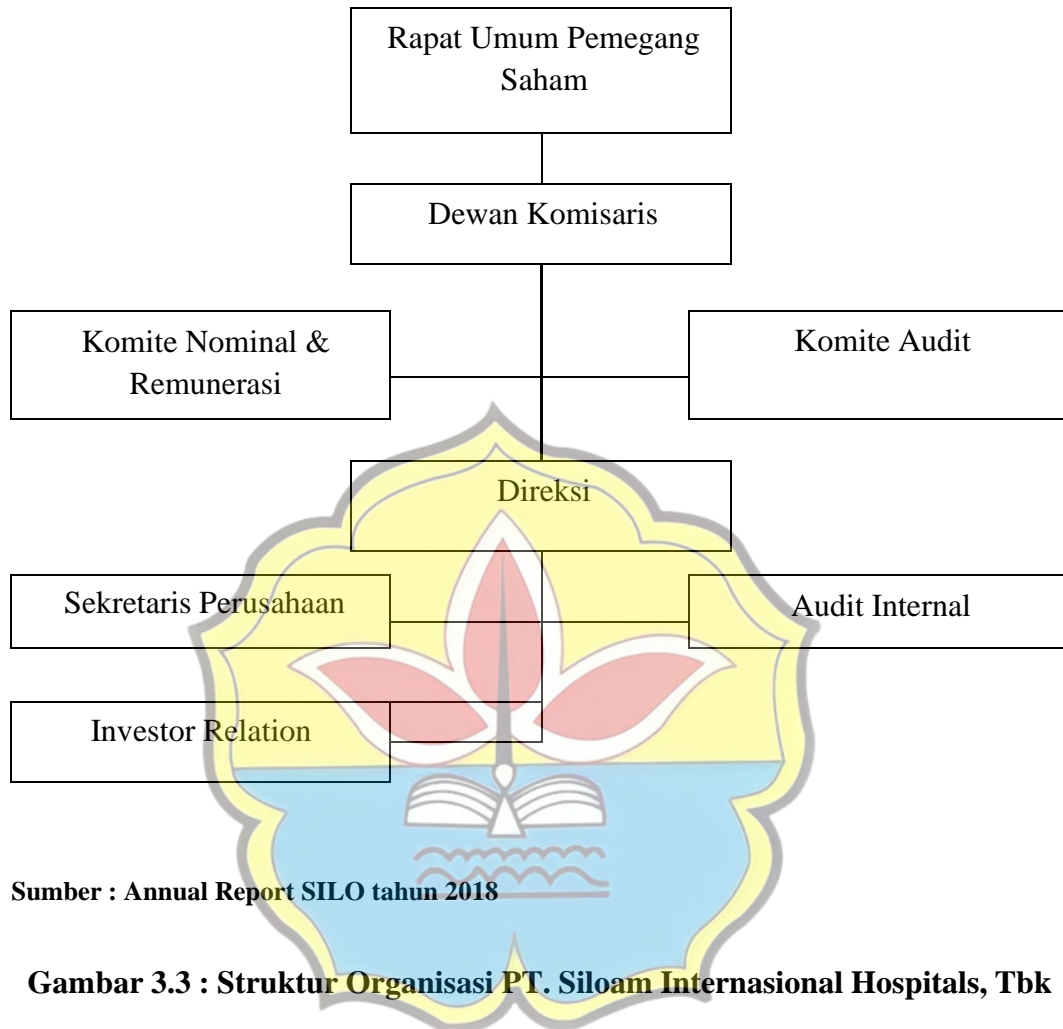 Rapat Umum Pemegang
Saham
Dewan Komisaris
Komite Nominal &
Remunerasi
Komite Audit
Direksi
Sekretaris Perusahaan
Audit Internal
Investor Relation
Sumber : Annual Report SILO tahun 2018
Gambar 3.3 : Struktur Organisasi PT. Siloam Internasional Hospitals, Tbk